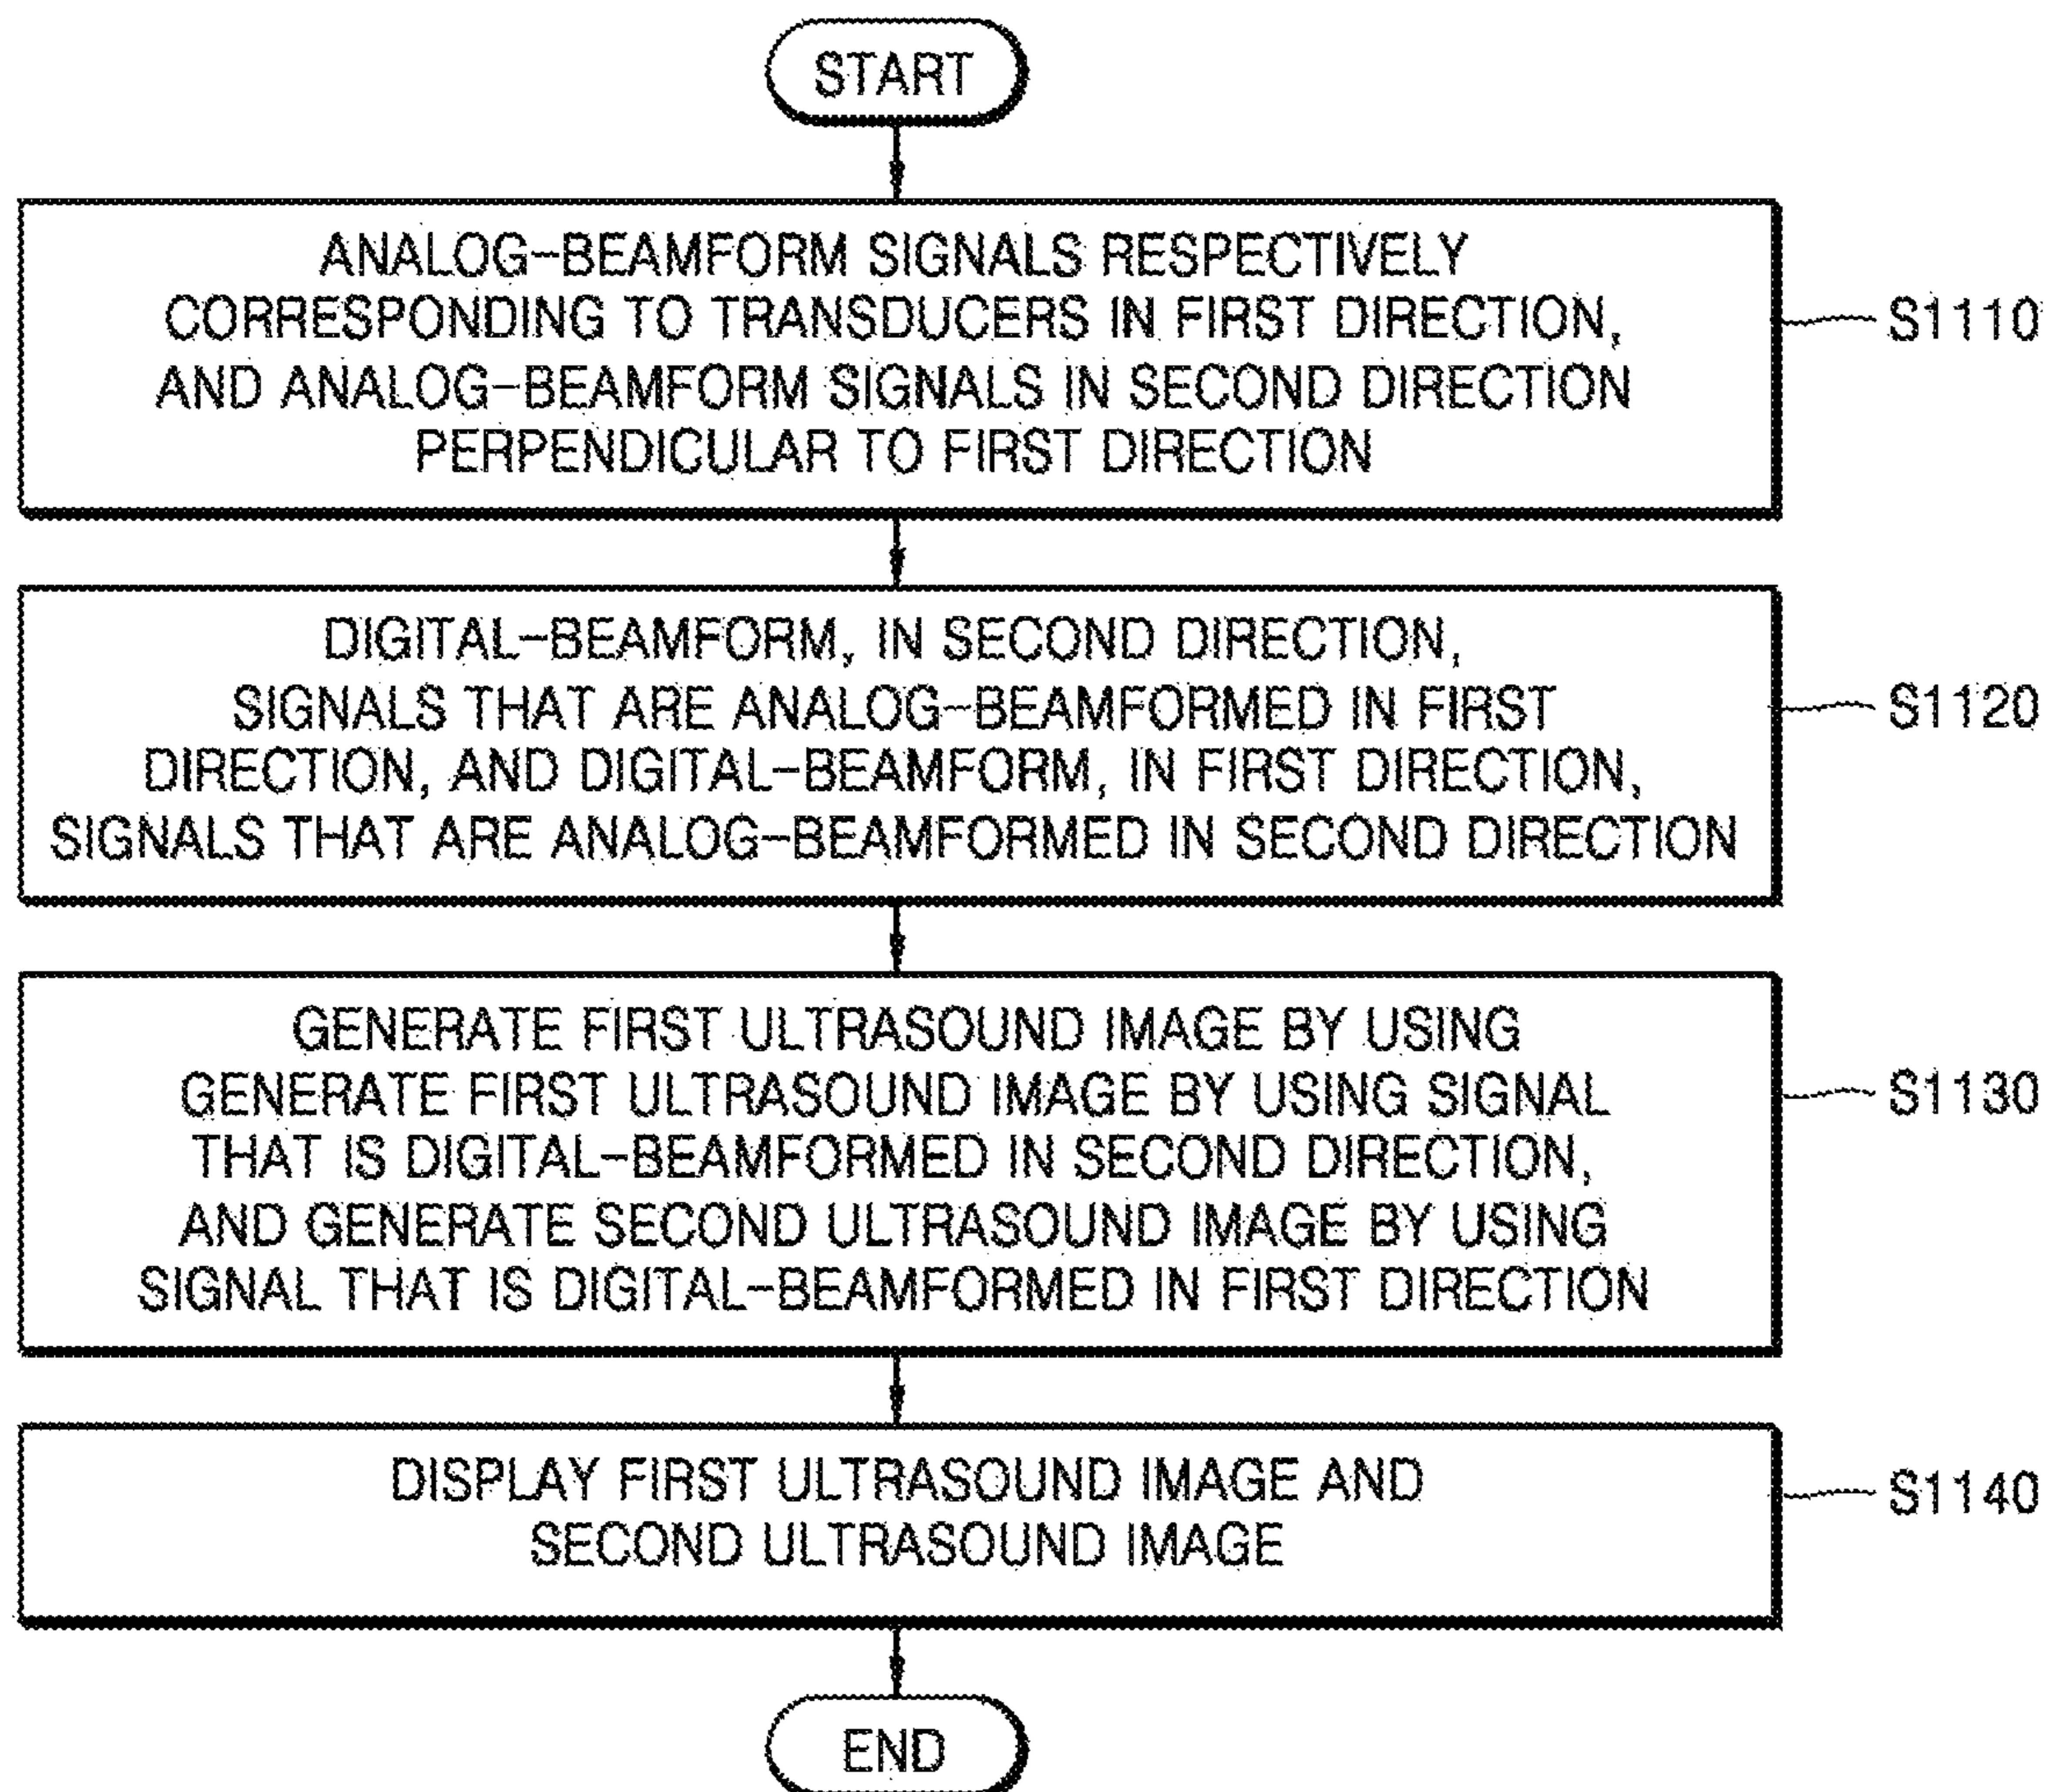 START
ANALOG-BEAMFORM SIGNALS RESPECTIVELY
CORRESPONDING TO TRANSDUCERS IN FIRST DIRECTION,
AND ANALOG-BEAMFORM SIGNALS IN SECOND DIRECTION
PERPENDICULAR TO FIRST DIRECTION
S1110
DIGITAL-BEAMFORM, IN SECOND DIRECTION,
SIGNALS THAT ARE ANALOG-BEAMFORMED IN FIRST
DIRECTION, AND DIGITAL-BEAMFORM, IN FIRST DIRECTION,
SIGNALS THAT ARE ANALOG-BEAMFORMED IN SECOND DIRECTION
S1120
GENERATE FIRST ULTRASOUND IMAGE BY USING
GENERATE FIRST ULTRASOUND IMAGE BY USING SIGNAL
THAT IS DIGITAL-BEAMFORMED IN SECOND DIRECTION,
AND GENERATE SECOND ULTRASOUND IMAGE BY USING
SIGNAL THAT IS DIGITAL-BEAMFORMED IN FIRST DIRECTION
S1130
DISPLAY FIRST ULTRASOUND IMAGE AND
SECOND ULTRASOUND IMAGE
S1140
END